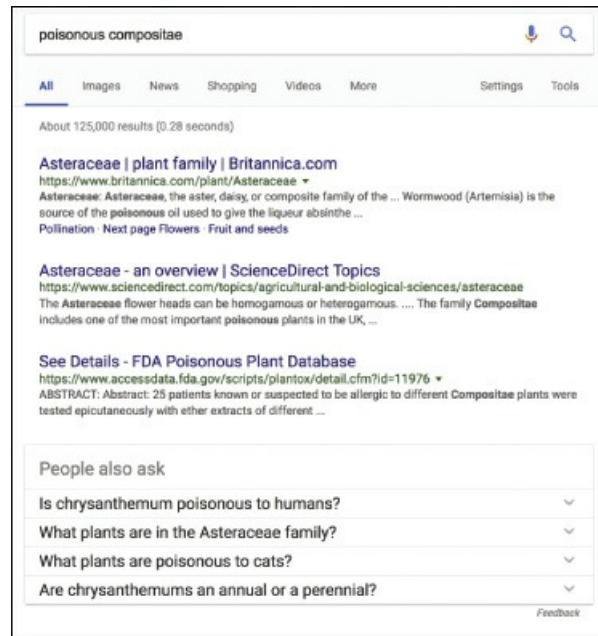 poisonous compositae
All Images News Shopping Videos More Settings Tools
About 125,000 results (0.28 seconds)
Asteraceae | plant family | Britannica.com
https://www.britannica.com/plant/Asteraceae
Asteraceae: Asteraceae, the aster, daisy, or composite family of the ... Wormwood (Artemisia) is the
source of the poisonous oil used to give the liqueur absinthe ...
Pollination · Next page Flowers · Fruit and seeds
Asteraceae - an overview | ScienceDirect Topics
https://www.sciencedirect.com/topics/agricultural-and-biological-sciences/asteraceae
The Asteraceae flower heads can be homogamous or heterogamous. .... The family Compositae
includes one of the most important poisonous plants in the UK, ...
See Details - FDA Poisonous Plant Database
https://www.accessdata.fda.gov/scripts/plantox/detail.cfm?id=11976
ABSTRACT: Abstract: 25 patients known or suspected to be allergic to different Compositae plants were
tested epicutaneously with ether extracts of different ...
People also ask
Is chrysanthemum poisonous to humans?
What plants are in the Asteraceae family?
What plants are poisonous to cats?
Are chrysanthemums an annual or a perennial?
Feedback